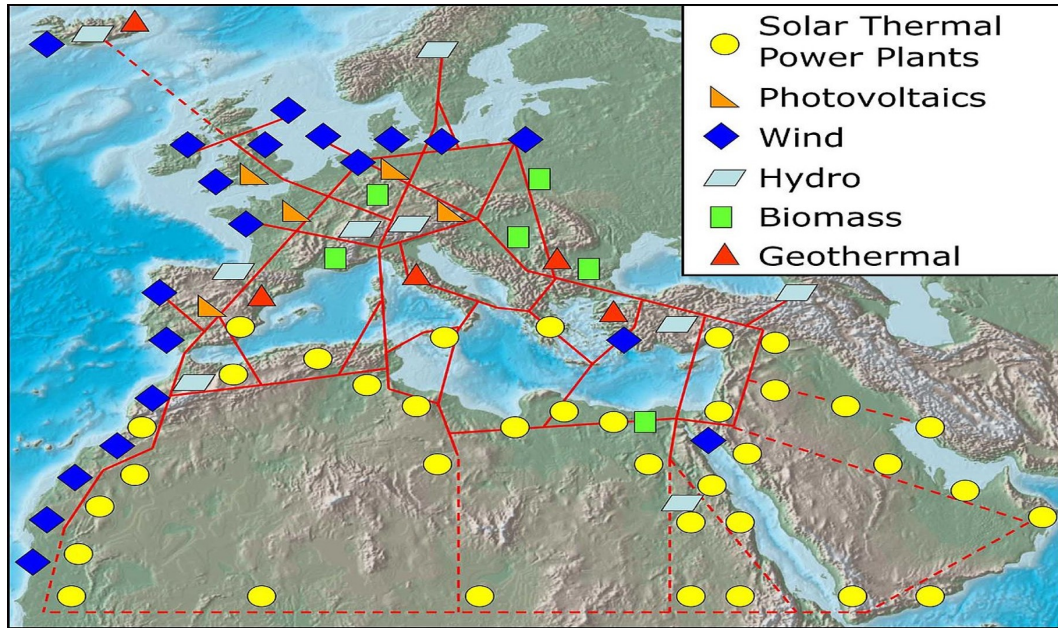 Solar Thermal
Power Plants
Photovoltaics
Wind
Hydro
Biomass
Geothermal